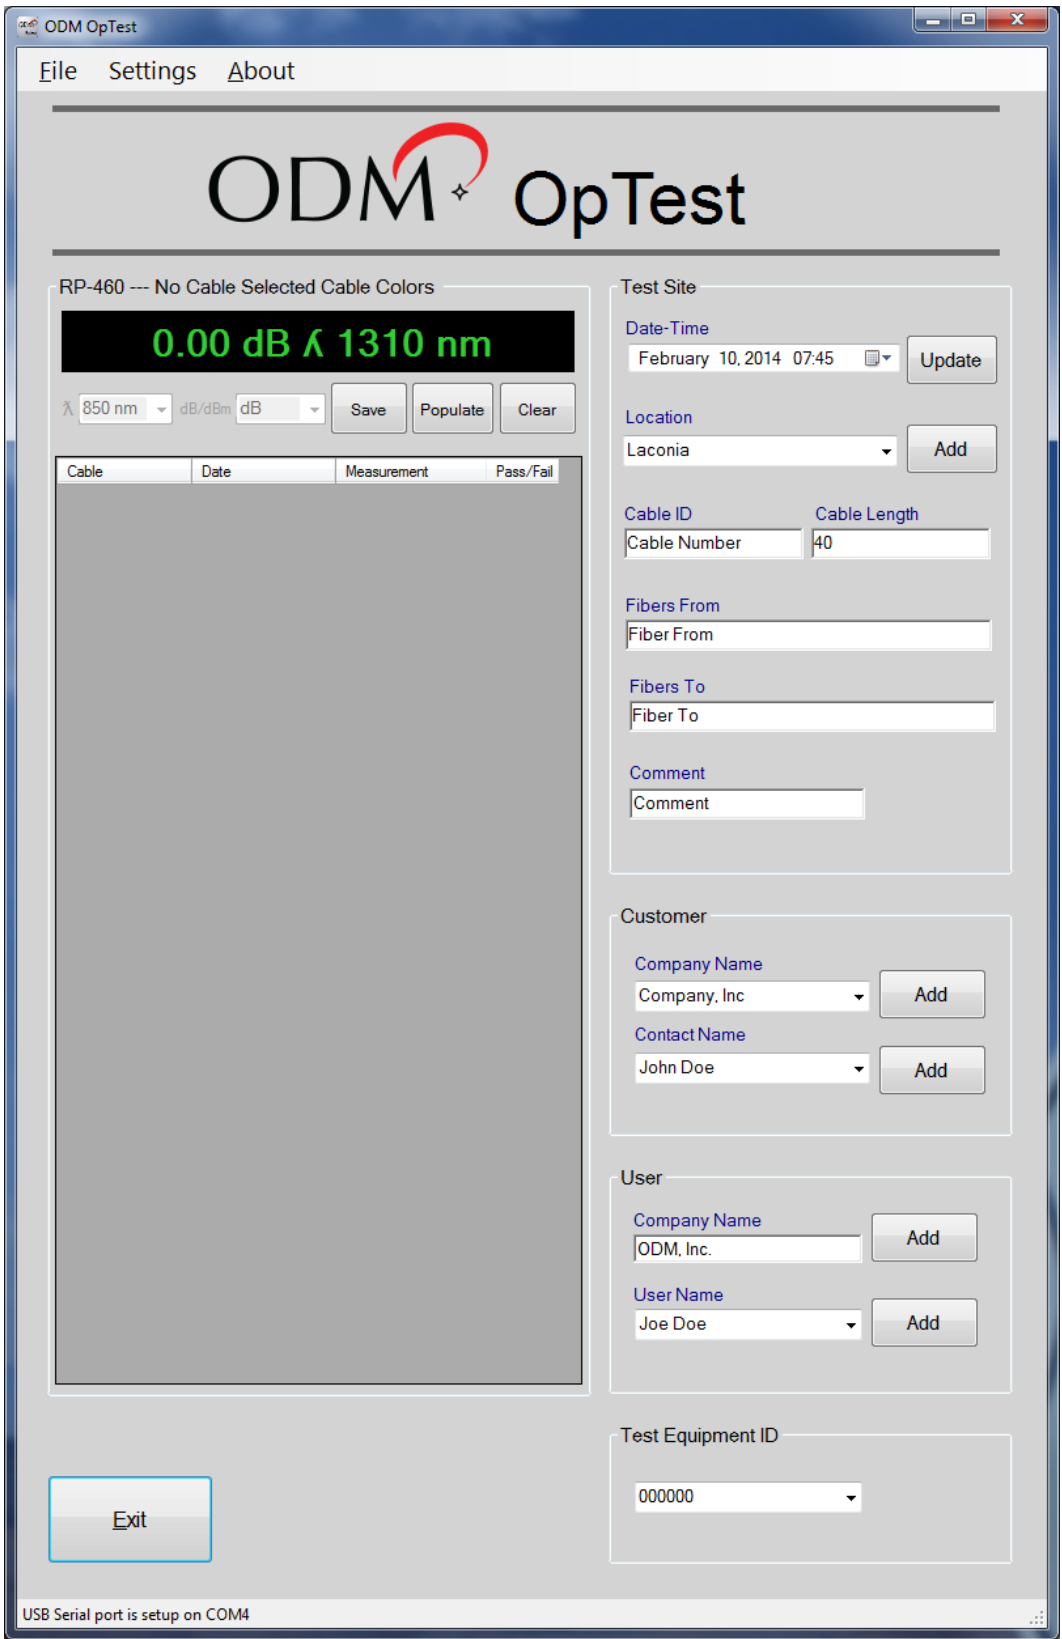 ODM OpTest
File Settings About
ODM OpTest
RP-460 --- No Cable Selected Cable Colors
0.00 dB ʎ 1310 nm
λ 850 nm dB/dBm dB Save Populate Clear
Cable Date Measurement Pass/Fail
Test Site
Date-Time
February 10, 2014 07:45 Update
Location
Laconia Add
Cable ID Cable Length
Cable Number 40
Fibers From
Fiber From
Fibers To
Fiber To
Comment
Comment
Customer
Company Name
Company, Inc Add
Contact Name
John Doe Add
User
Company Name
ODM, Inc. Add
User Name
Joe Doe Add
Test Equipment ID
000000
Exit
USB Serial port is setup on COM4